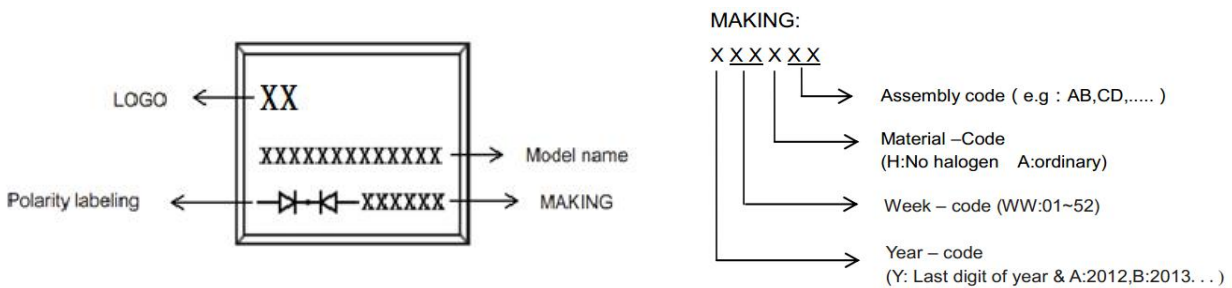 LOGO
XX
XXXXXXXXXXXXX
Model name
Polarity labeling
XXXXXX
MAKING
MAKING:
X X X X X X
Assembly code ( e.g : AB,CD,..... )
Material –Code
(H:No halogen A:ordinary)
Week – code (WW:01~52)
Year – code
(Y: Last digit of year & A:2012,B:2013. . . )